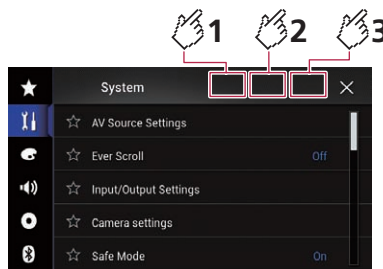 1 2 3
System
AV Source Settings
Ever Scroll Off
Input/Output Settings
Camera settings
Safe Mode On